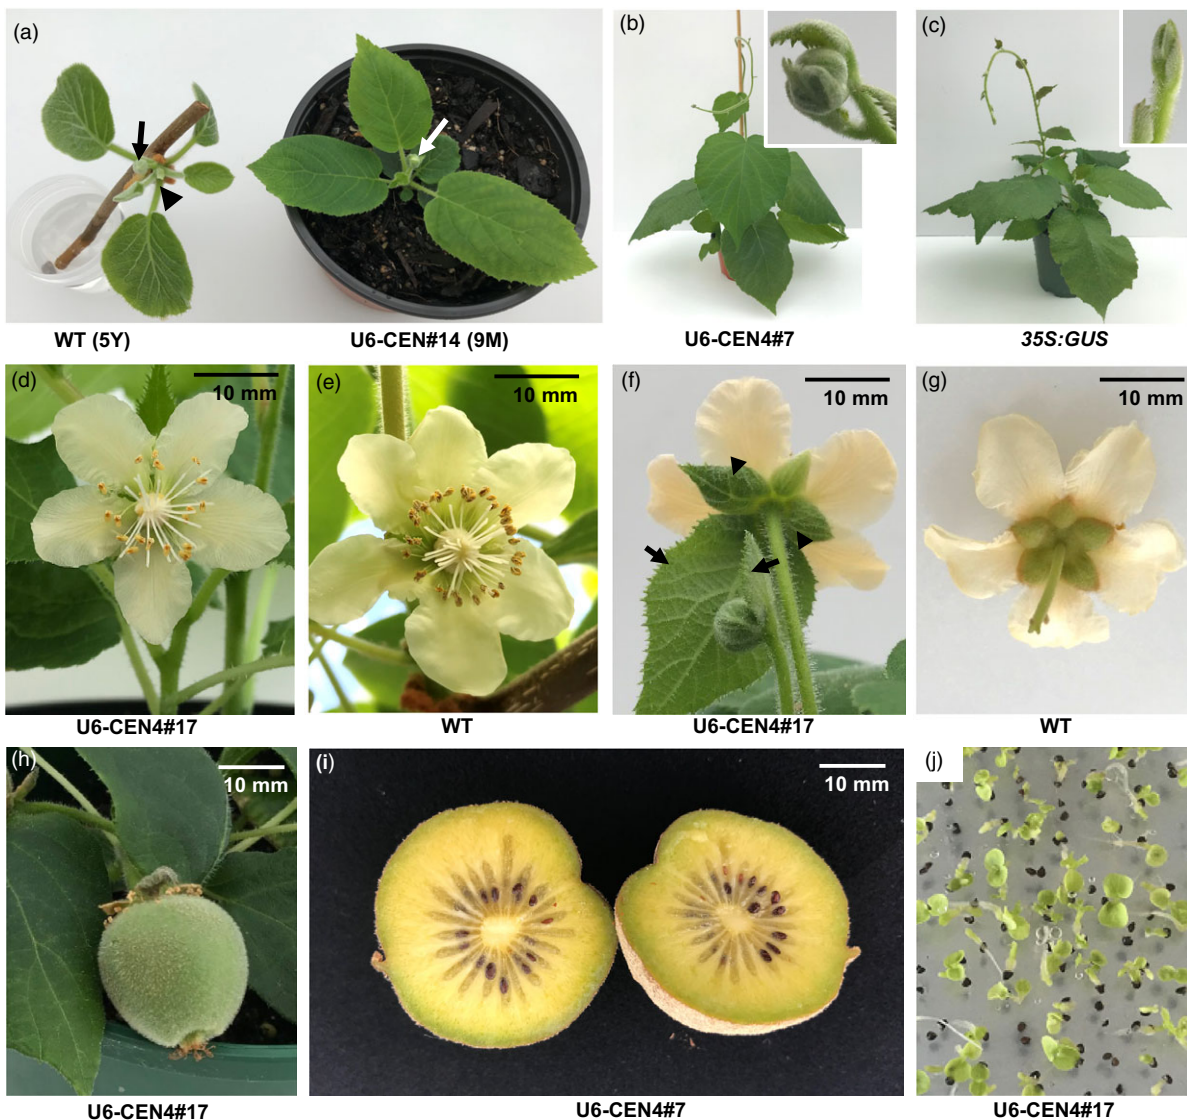 (a)
WT (5Y)
U6-CEN#14 (9M)
(b)
U6-CEN4#7
(c)
35S:GUS
(d)
10 mm
U6-CEN4#17
(e)
10 mm
WT
(f)
10 mm
U6-CEN4#17
(g)
10 mm
WT
(h)
10 mm
U6-CEN4#17
(i)
10 mm
U6-CEN4#7
(j)
U6-CEN4#17